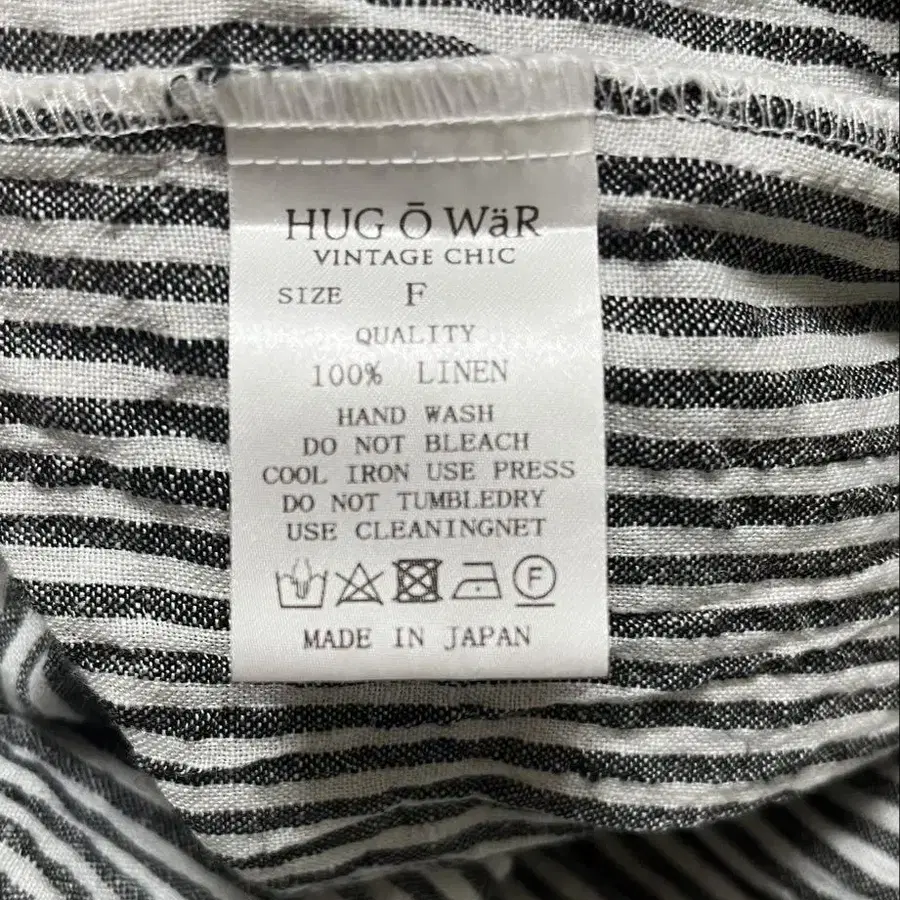 HUG Ō WäR
VINTAGE CHIC
SIZE F
QUALITY
100% LINEN
HAND WASH
DO NOT BLEACH
COOL IRON USE PRESS
DO NOT TUMBLEDRY
USE CLEANINGNET
F
MADE IN JAPAN